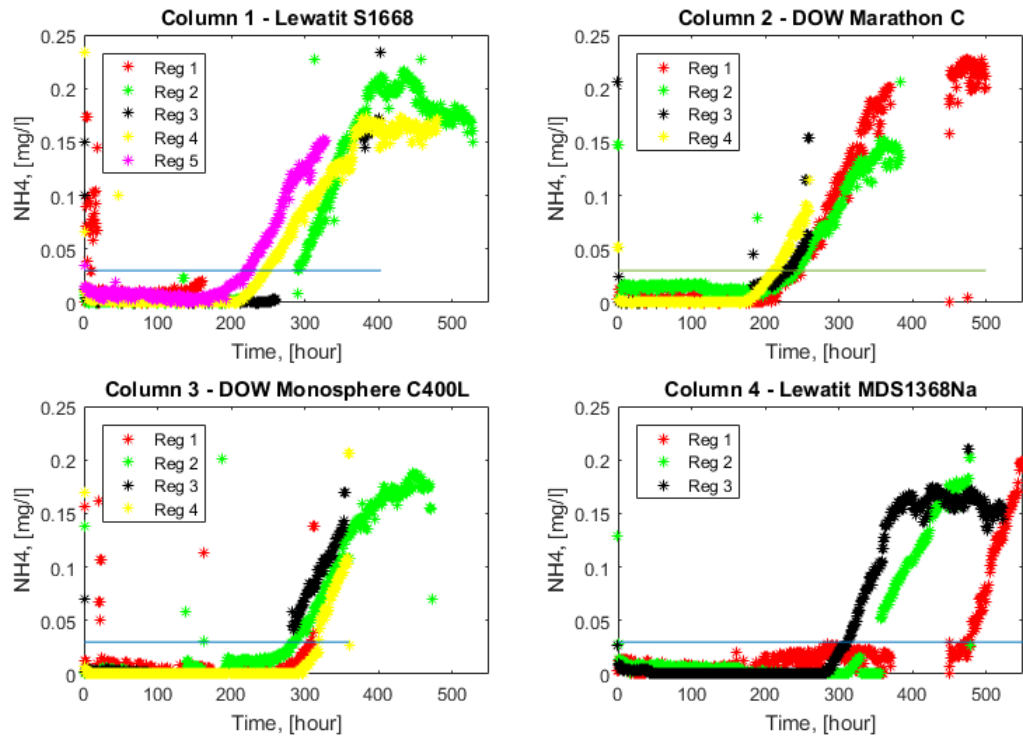 Column 1 - Lewatit S1668
NH4, [mg/l]
0.25
0.2
0.15
0.1
0.05
0
Reg 1
Reg 2
Reg 3
Reg 4
Reg 5
0 100 200 300 400 500
Time, [hour]
Column 2 - DOW Marathon C
NH4, [mg/l]
0.25
0.2
0.15
0.1
0.05
0
Reg 1
Reg 2
Reg 3
Reg 4
0 100 200 300 400 500
Time, [hour]
Column 3 - DOW Monosphere C400L
NH4, [mg/l]
0.25
0.2
0.15
0.1
0.05
0
Reg 1
Reg 2
Reg 3
Reg 4
0 100 200 300 400 500
Time, [hour]
Column 4 - Lewatit MDS1368Na
NH4, [mg/l]
0.25
0.2
0.15
0.1
0.05
0
Reg 1
Reg 2
Reg 3
0 100 200 300 400 500
Time, [hour]